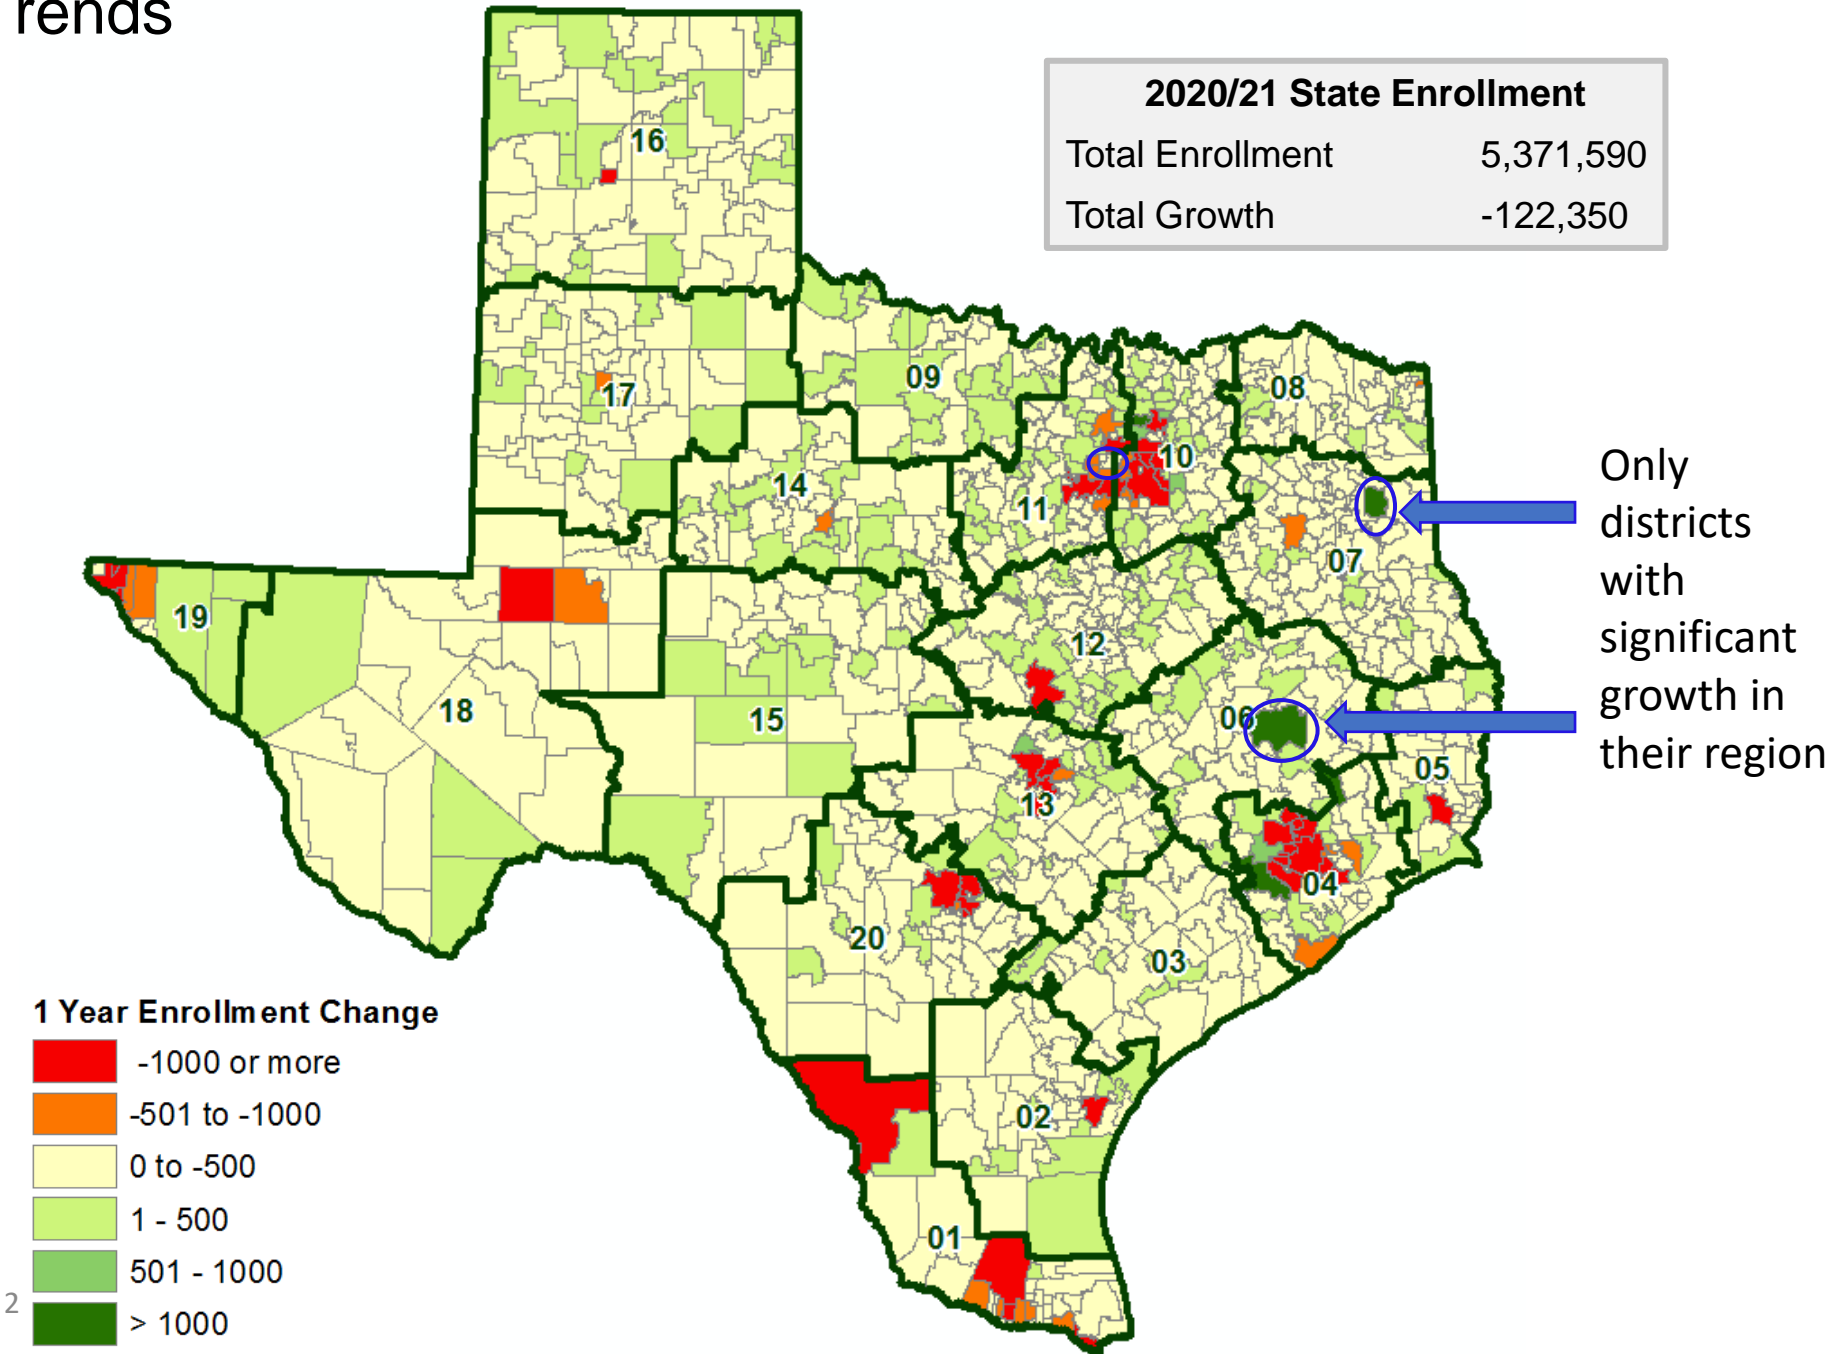 rends
2020/21 State Enrollment
Total Enrollment 5,371,590
Total Growth -122,350
16
17
09
08
14
11
10
07
19
18
15
12
06
05
13
04
20
03
02
01
Only
districts
with
significant
growth in
their region
1 Year Enrollment Change
-1000 or more
-501 to -1000
0 to -500
1 - 500
501 - 1000
> 1000
2